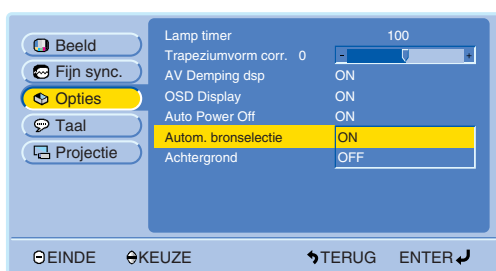 Beeld
Fijn sync.
Opties
Taal
Projectie
Lamp timer 100
Trapeziumvorm corr. 0 - +
AV Demping dsp ON
OSD Display ON
Auto Power Off ON
Autom. bronselectie ON
Achtergrond OFF
EINDE KEUZE TERUG ENTER